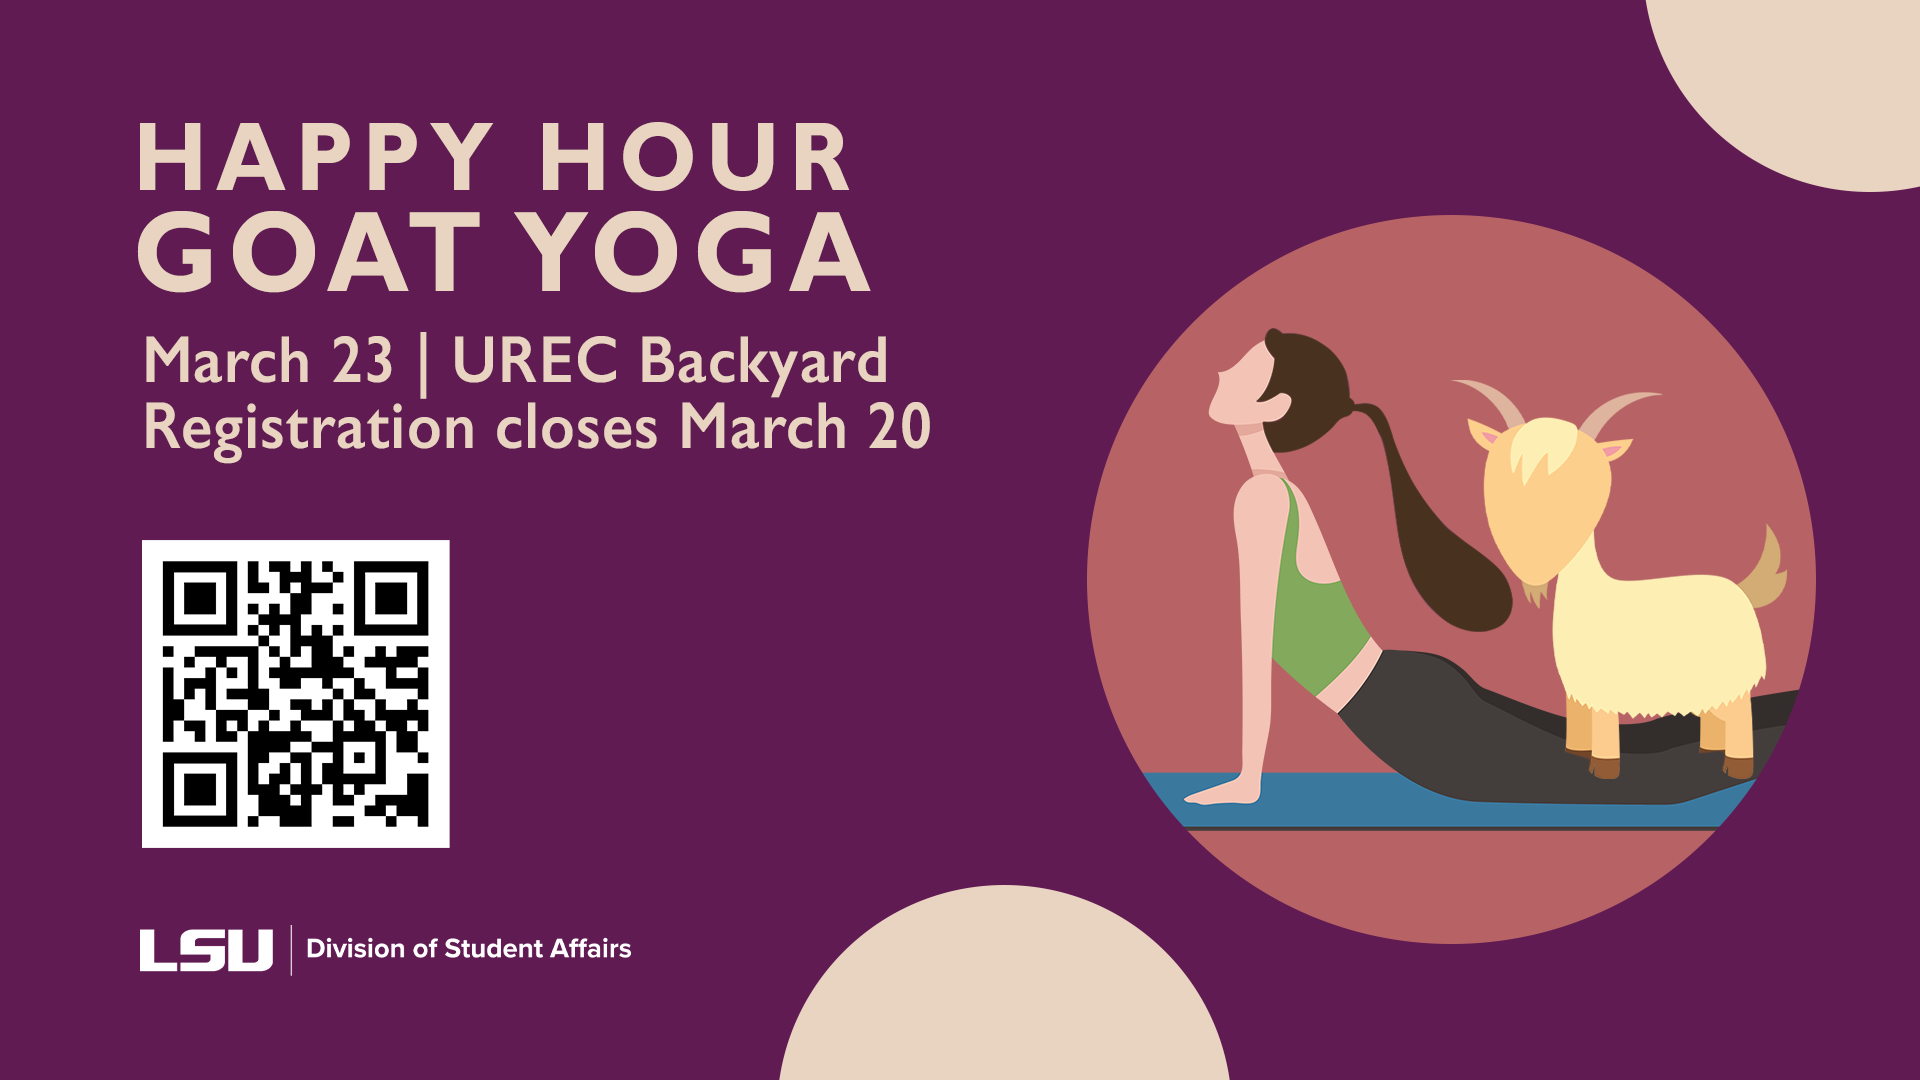 HAPPY HOUR
GOAT YOGA
March 23 | UREC Backyard
Registration closes March 20
LSU | Division of Student Affairs